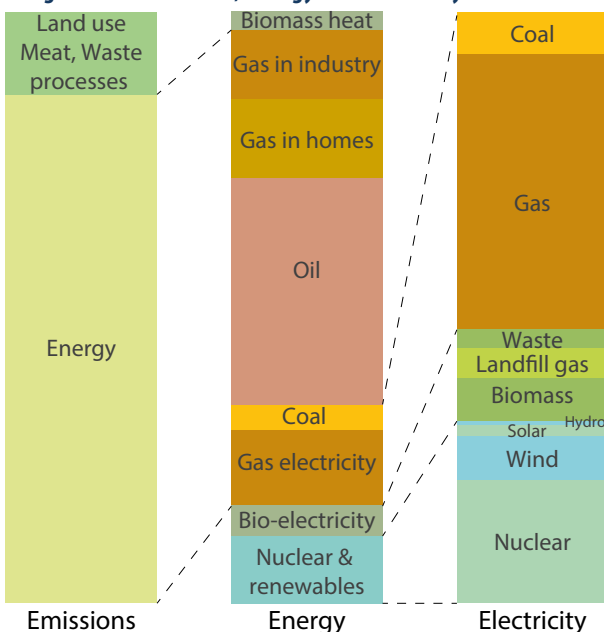 Land use
Meat, Waste
processes
Energy
Emissions
Biomass heat
Gas in industry
Gas in homes
Oil
Coal
Gas electricity
Bio-electricity
Nuclear &
renewables
Energy
Coal
Gas
Waste
Landfill gas
Biomass
Hydro
Solar
Wind
Nuclear
Electricity